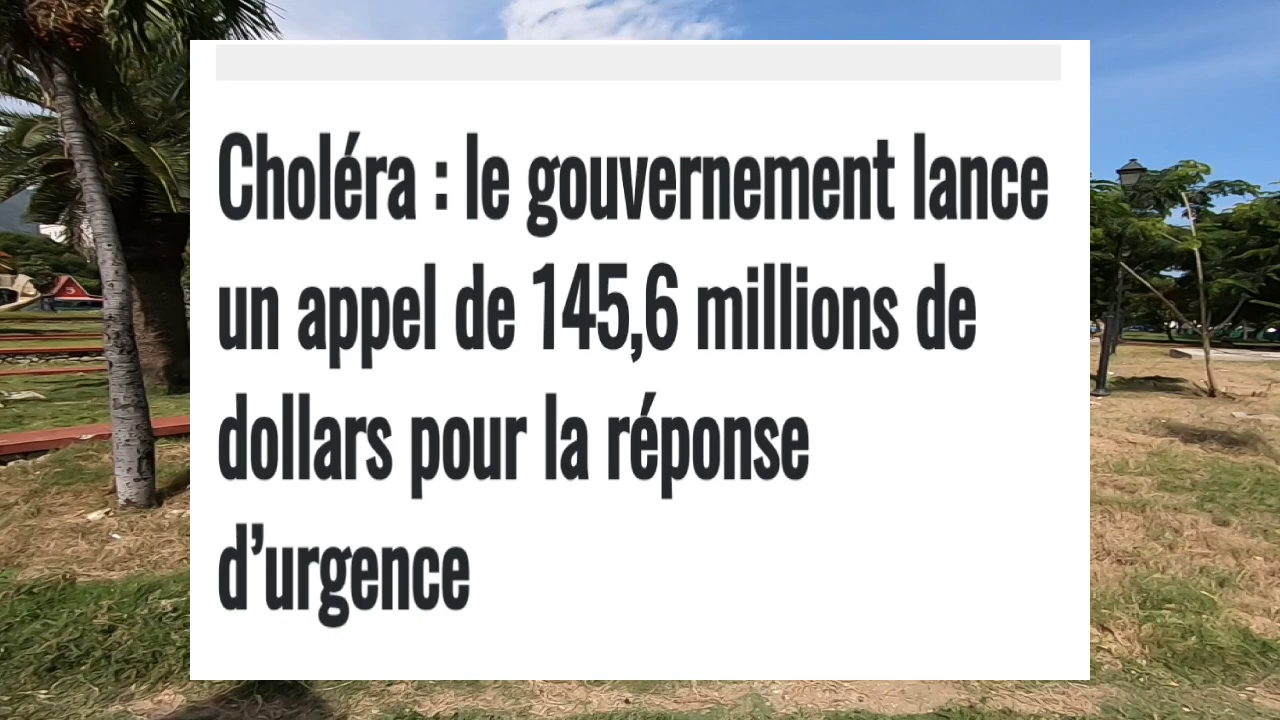 Choléra : le gouvernement lance
un appel de 145,6 millions de
dollars pour la réponse
d’urgence